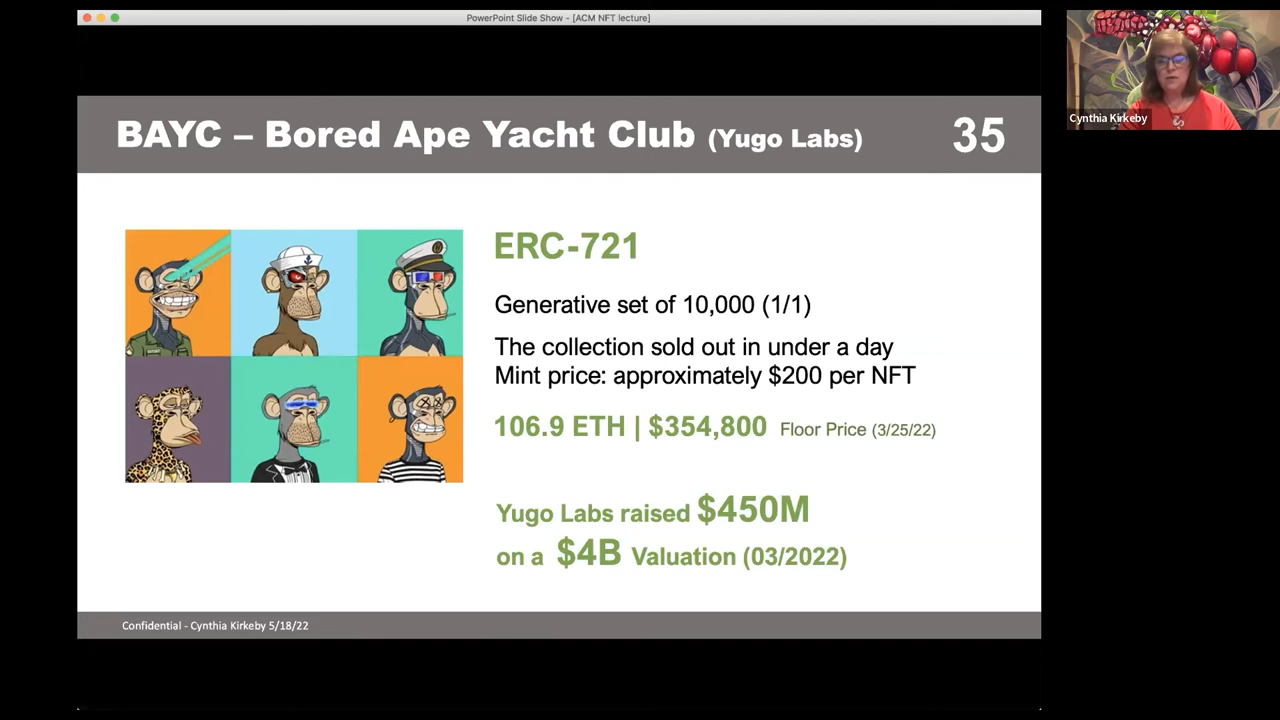 PowerPoint Slide Show - [ACM NFT lecture]
BAYC – Bored Ape Yacht Club (Yugo Labs) 35
ERC-721
Generative set of 10,000 (1/1)
The collection sold out in under a day
Mint price: approximately $200 per NFT
106.9 ETH | $354,800 Floor Price (3/25/22)
Yugo Labs raised $450M
on a $4B Valuation (03/2022)
Confidential - Cynthia Kirkeby 5/18/22
Cynthia Kirkeby